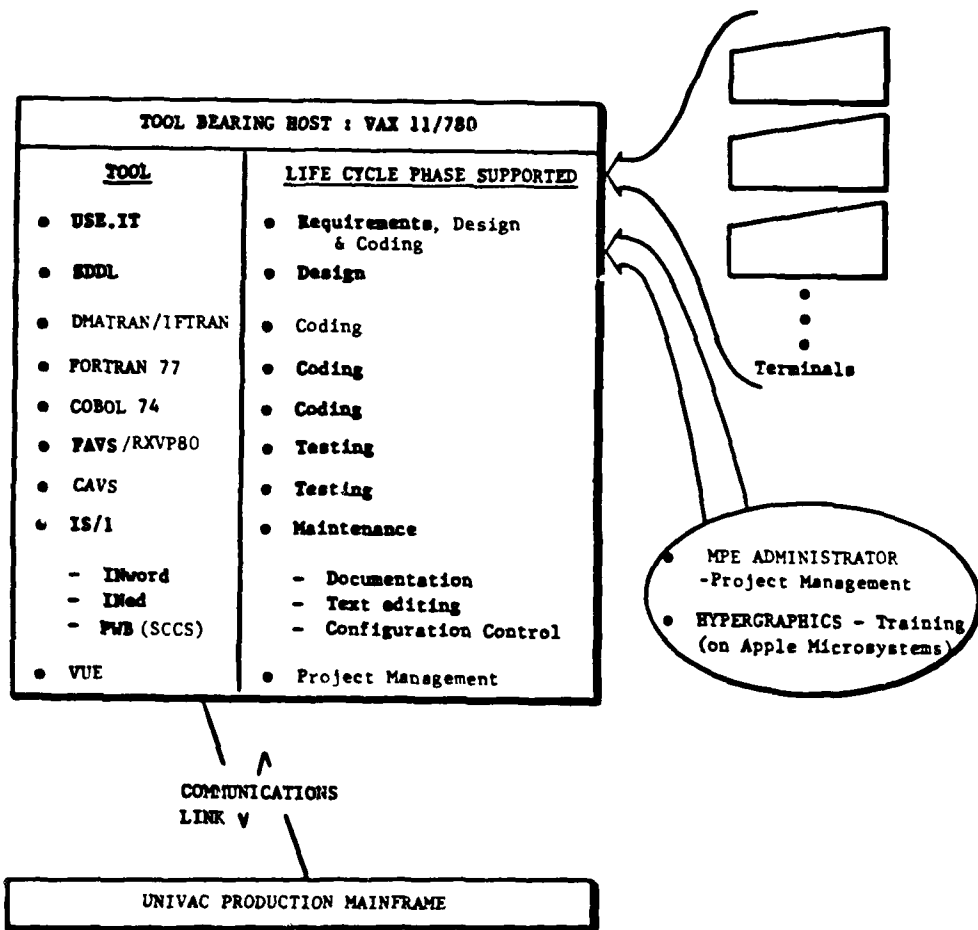 TOOL BEARING HOST : VAX 11/780
TOOL LIFE CYCLE PHASE SUPPORTED
● USE.IT ● Requirements, Design
& Coding
● SDDL ● Design
● DMATRAN/IFTRAN ● Coding
● FORTRAN 77 ● Coding
● COBOL 74 ● Coding
● FAVS/RXVP80 ● Testing
● CAVS ● Testing
● IS/1 ● Maintenance
- INword - Documentation
- INed - Text editing
- PWB (SCCS) - Configuration Control
● VUE ● Project Management
Terminals
● MPE ADMINISTRATOR
-Project Management
● HYPERGRAPHICS - Training
(on Apple Microsystems)
COMMUNICATIONS
LINK
UNIVAC PRODUCTION MAINFRAME